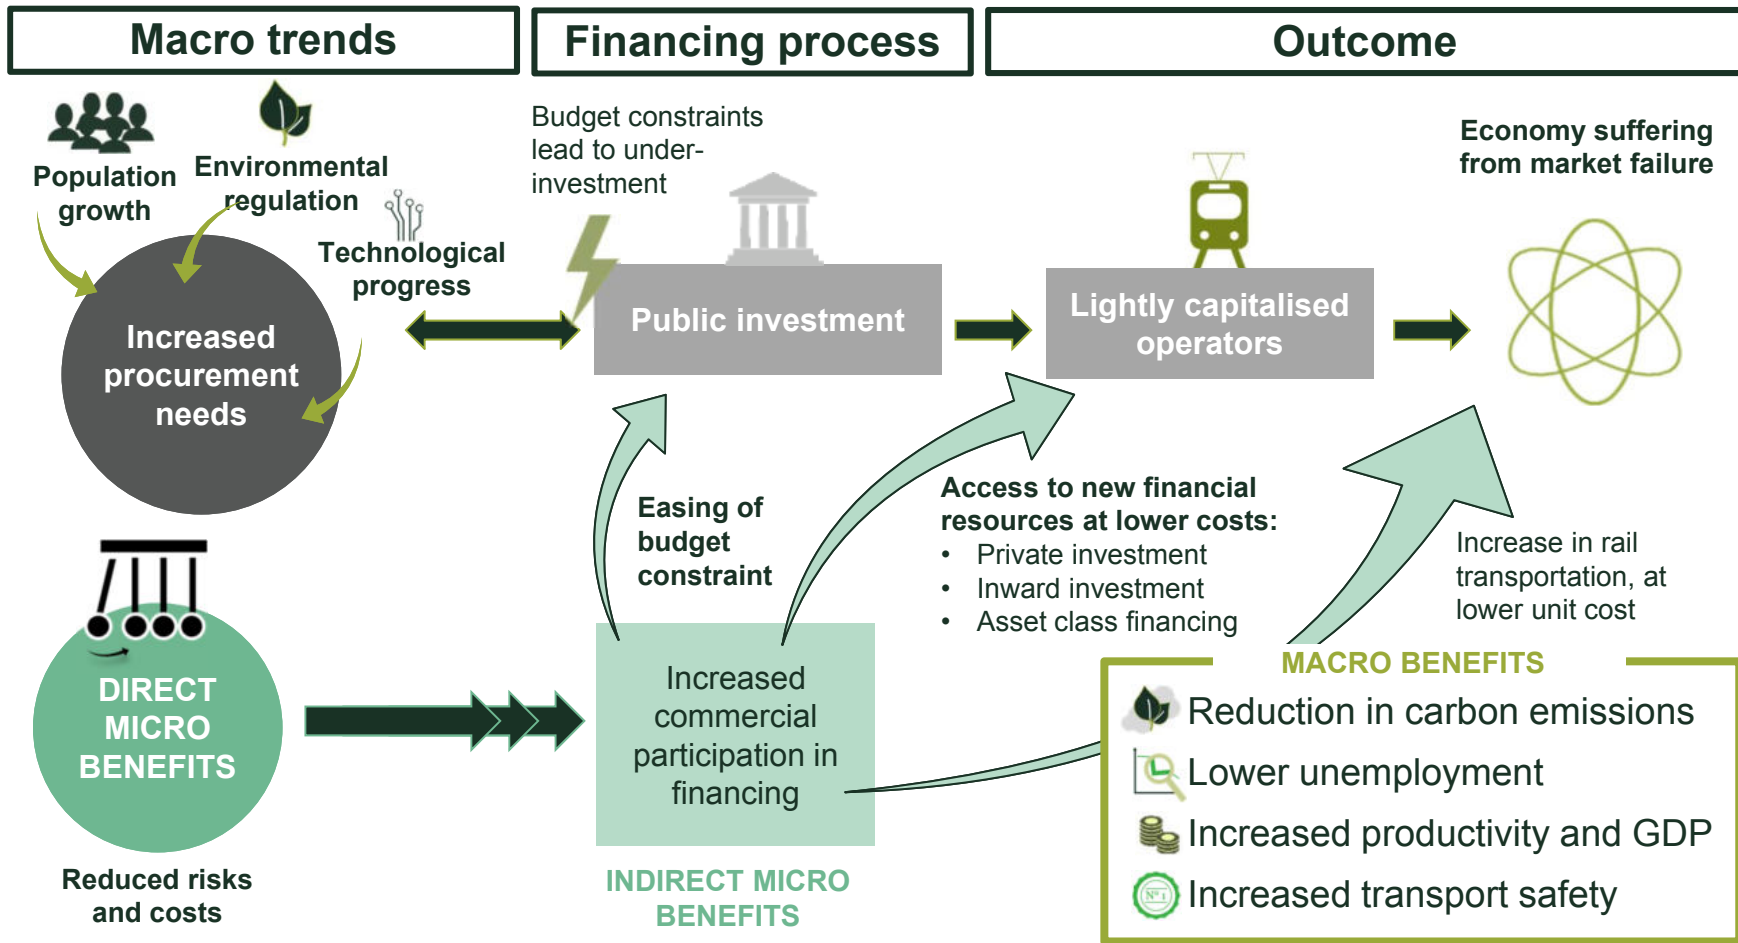 Macro trends
Financing process
Outcome
Population
growth
Environmental
regulation
Technological
progress
Increased
procurement
needs
Budget constraints
lead to under-
investment
Public investment
Lightly capitalised
operators
Economy suffering
from market failure
Easing of
budget
constraint
Access to new financial
resources at lower costs:
• Private investment
• Inward investment
• Asset class financing
Increase in rail
transportation, at
lower unit cost
DIRECT
MICRO
BENEFITS
Reduced risks
and costs
Increased
commercial
participation in
financing
INDIRECT MICRO
BENEFITS
MACRO BENEFITS
Reduction in carbon emissions
Lower unemployment
Increased productivity and GDP
Nº 1
Increased transport safety